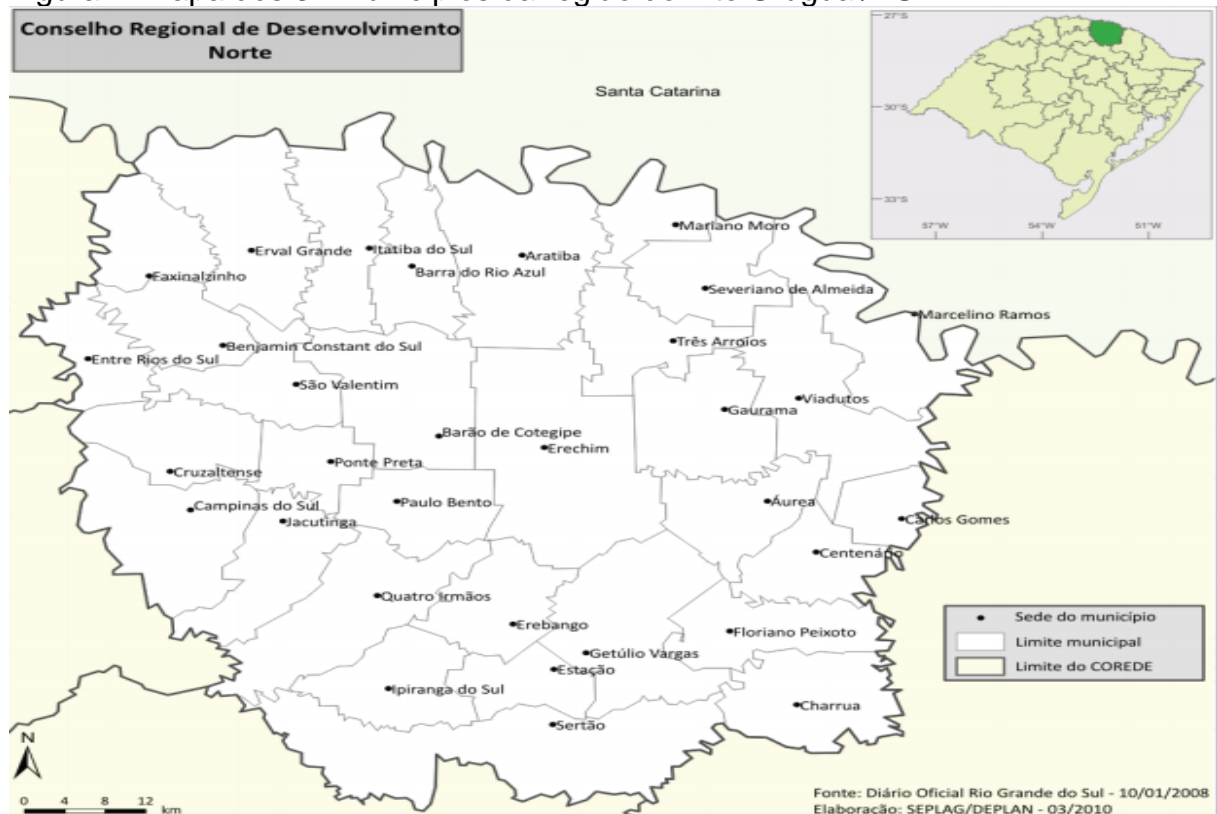 Conselho Regional de Desenvolvimento
Norte
Santa Catarina
27°S
30°S
33°S
57°W
54°W
51°W
Mariano Moro
Erval Grande
Itatiba do Sul
Aratiba
Barra do Rio Azul
Faxinalzinho
Severiano de Almeida
Marcelino Ramos
Três Arroios
Benjamin Constant do Sul
Entre Rios do Sul
São Valentim
Viadutos
Gaurama
Barão de Cotegipe
Erechim
Ponte Preta
Cruzaltense
Campinas do Sul
Paulo Bento
Áurea
Jacutinga
Carlos Gomes
Centenário
Quatro Irmãos
Erebango
Floriano Peixoto
Getúlio Vargas
Estação
Ipiranga do Sul
Charrua
Sertão
Sede do município
Limite municipal
Limite do COREDE
N
0 4 8 12 km
Fonte: Diário Oficial Rio Grande do Sul - 10/01/2008
Elaboração: SEPLAG/DEPLAN - 03/2010